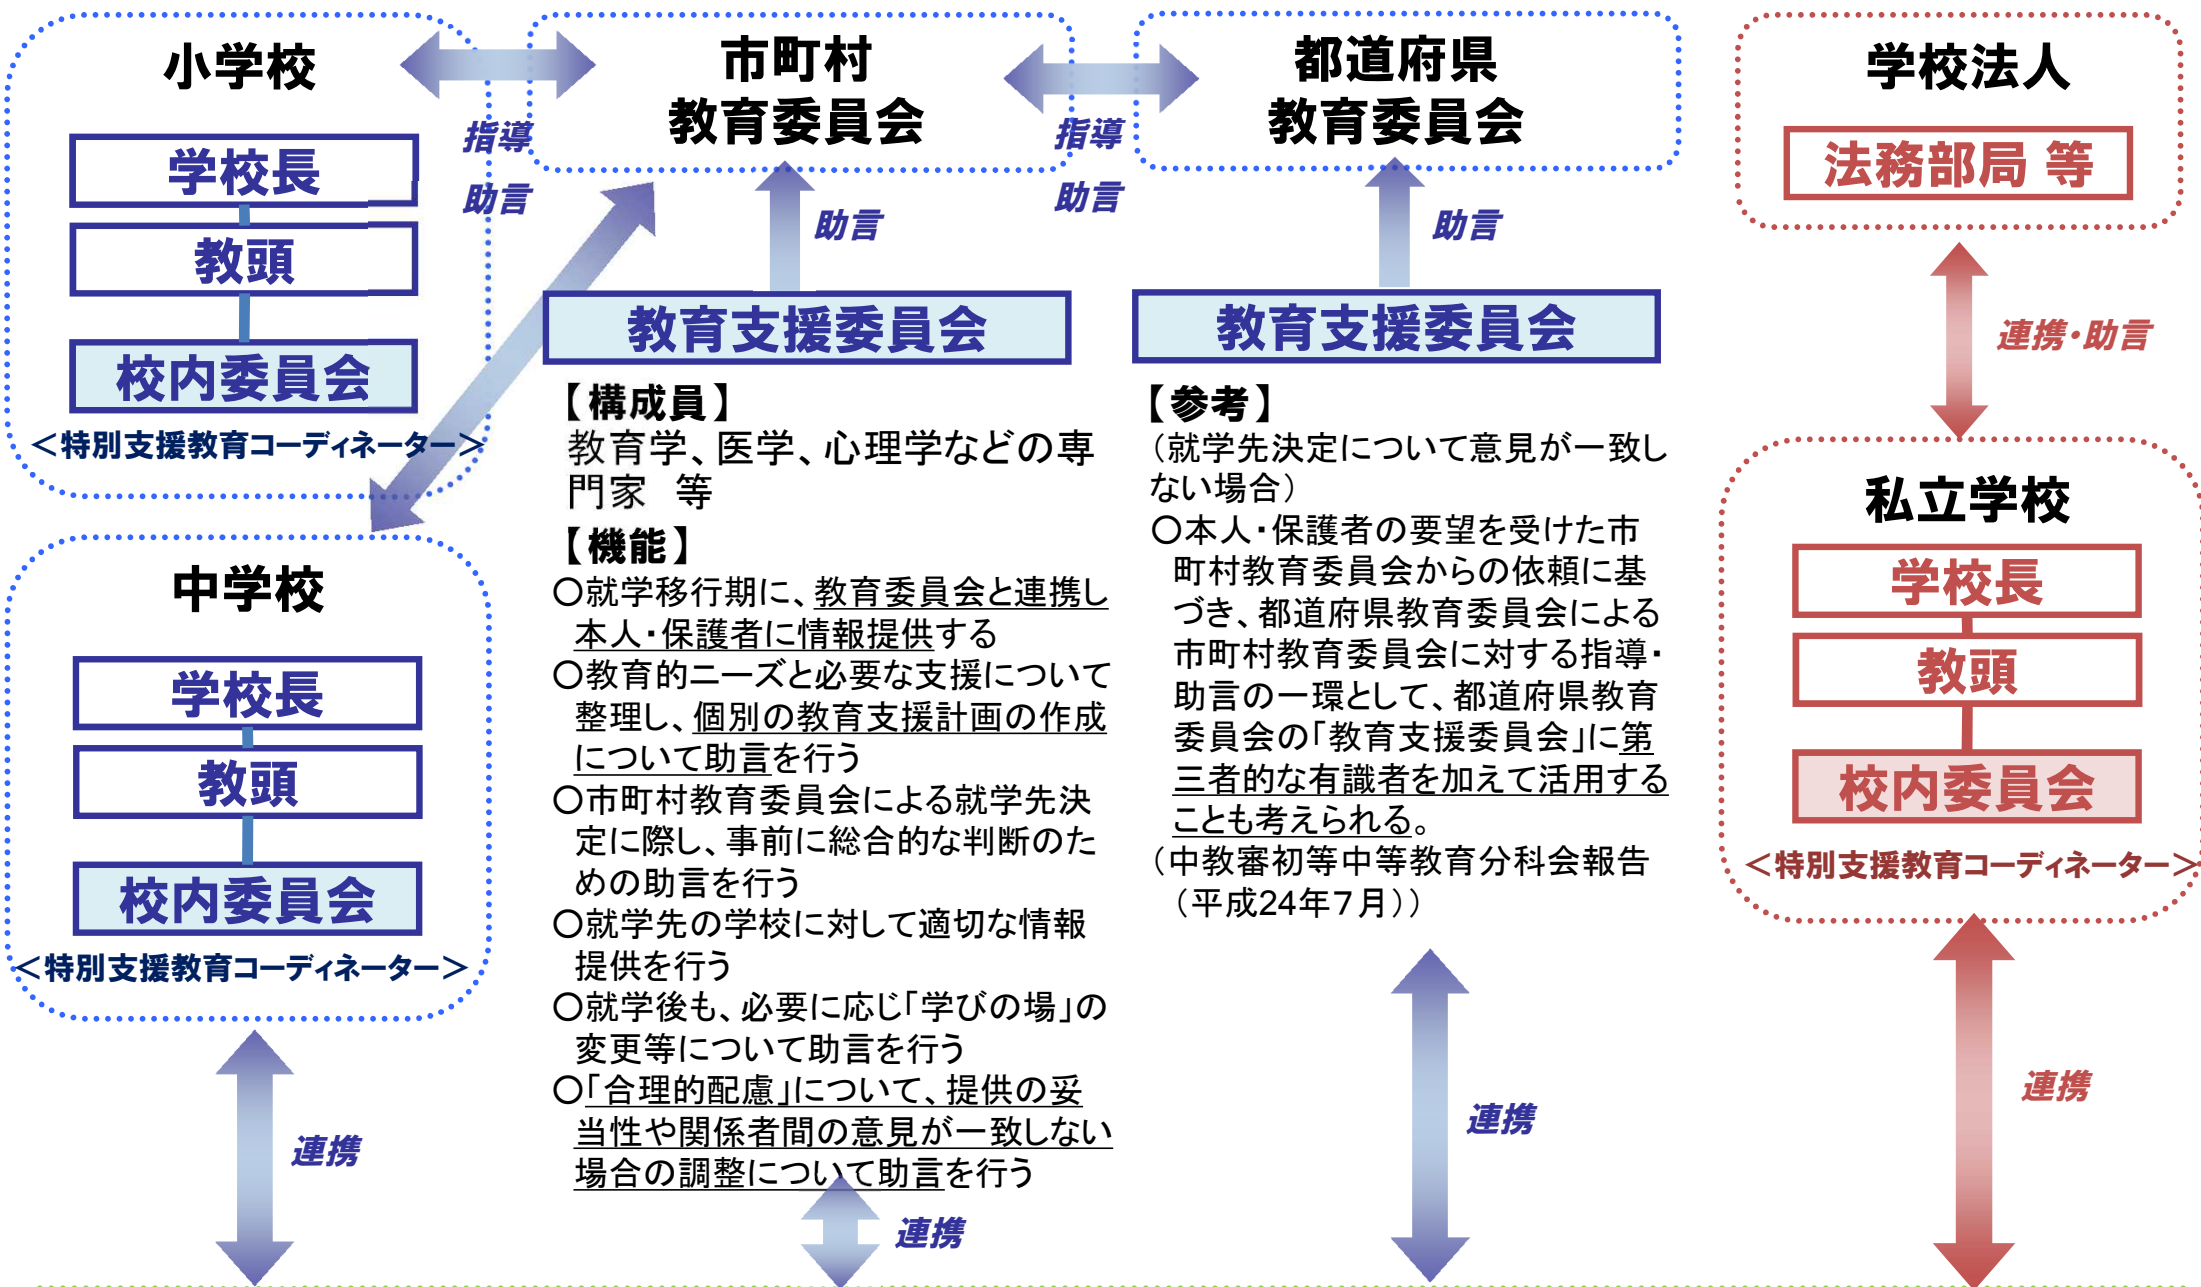 小学校
学校長
教頭
校内委員会
＜特別支援教育コーディネーター＞
指導
助言
中学校
学校長
教頭
校内委員会
＜特別支援教育コーディネーター＞
連携
市町村
教育委員会
助言
教育支援委員会
【構成員】
教育学、医学、心理学などの専
門家　等
【機能】
○就学移行期に、教育委員会と連携し
本人・保護者に情報提供する
○教育的ニーズと必要な支援について
整理し、個別の教育支援計画の作成
について助言を行う
○市町村教育委員会による就学先決
定に際し、事前に総合的な判断のた
めの助言を行う
○就学先の学校に対して適切な情報
提供を行う
○就学後も、必要に応じ「学びの場」の
変更等について助言を行う
○「合理的配慮」について、提供の妥
当性や関係者間の意見が一致しない
場合の調整について助言を行う
連携
指導
助言
都道府県
教育委員会
助言
教育支援委員会
【参考】
（就学先決定について意見が一致し
ない場合）
○本人・保護者の要望を受けた市
町村教育委員会からの依頼に基
づき、都道府県教育委員会による
市町村教育委員会に対する指導・
助言の一環として、都道府県教育
委員会の「教育支援委員会」に第
三者的な有識者を加えて活用する
ことも考えられる。
（中教審初等中等教育分科会報告
（平成24年７月））
連携
学校法人
法務部局 等
連携・助言
私立学校
学校長
教頭
校内委員会
＜特別支援教育コーディネーター＞
連携